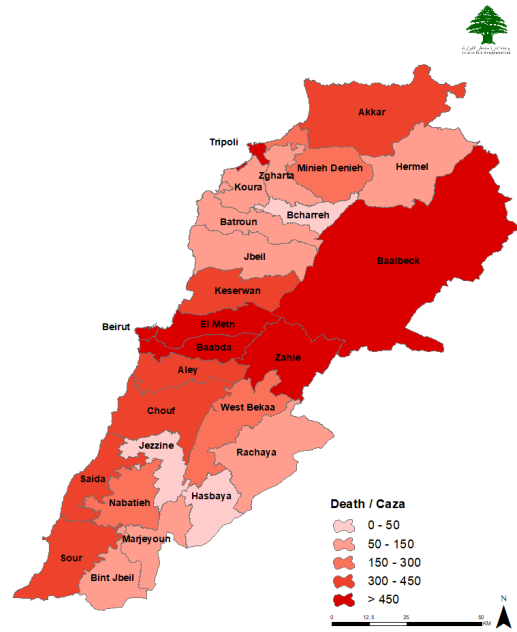 Akkar
Tripoli
Minieh Denieh
Hermel
Zgharta
Koura
Bcharreh
Batroun
Jbeil
Baalbeck
Keserwan
Beirut
El Metn
Baabda
Zahle
Aley
West Bekaa
Chouf
Jezzine
Rachaya
Saida
Hasbaya
Nabatieh
Marjeyoun
Sour
Bint Jbeil
Death / Caza
0 - 50
50 - 150
150 - 300
300 - 450
> 450
N
0 12.5 25 50
KM